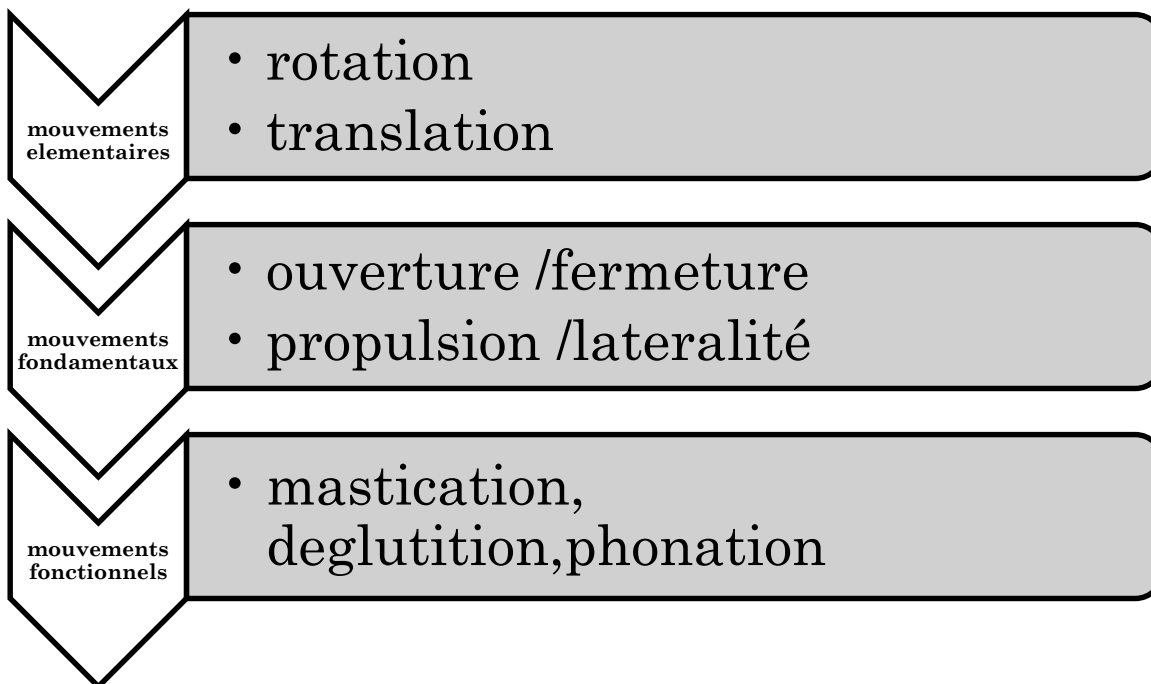 mouvements
elementaires
• rotation
• translation
mouvements
fondamentaux
• ouverture /fermeture
• propulsion /lateralité
mouvements
fonctionnels
• mastication,
deglutition,phonation